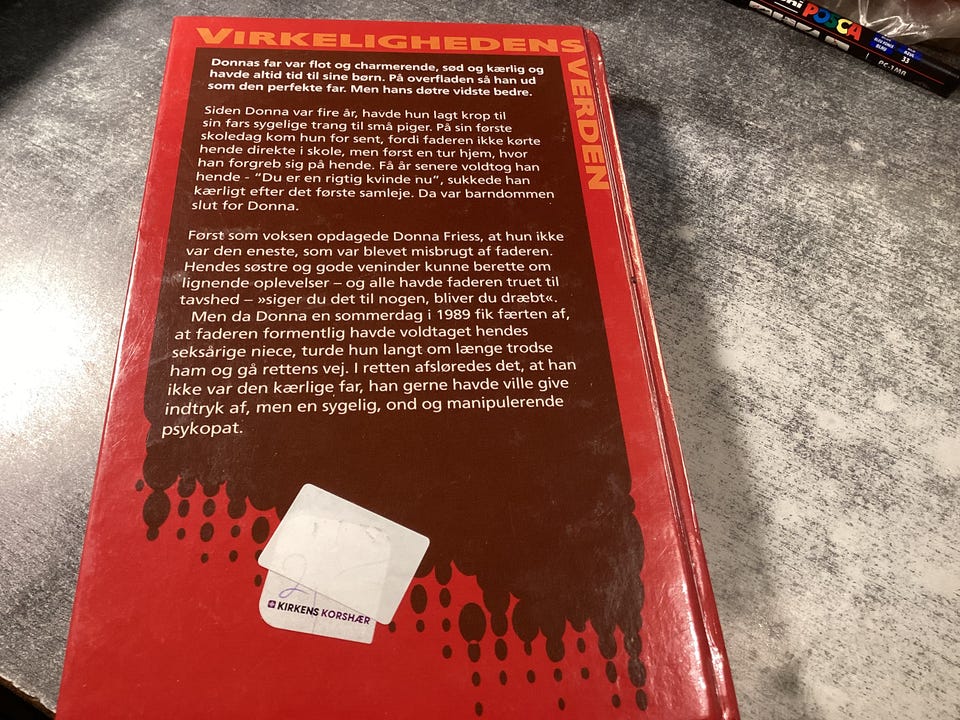 VIRKELIGHEDENS
VERDEN
Donnas far var flot og charmerende, sød og kærlig og
havde altid tid til sine børn. På overfladen så han ud
som den perfekte far. Men hans døtre vidste bedre.
Siden Donna var fire år, havde hun lagt krop til
sin fars sygelige trang til små piger. På sin første
skoledag kom hun for sent, fordi faderen ikke kørte
hende direkte i skole, men først en tur hjem, hvor
han forgreb sig på hende. Få år senere voldtog han
hende - “Du er en rigtig kvinde nu”, sukkede han
kærligt efter det første samleje. Da var barndommen
slut for Donna.
Først som voksen opdagede Donna Friess, at hun ikke
var den eneste, som var blevet misbrugt af faderen.
Hendes søstre og gode veninder kunne berette om
lignende oplevelser – og alle havde faderen truet til
tavshed – »siger du det til nogen, bliver du dræbt«.
Men da Donna en sommerdag i 1989 fik færten af,
at faderen formentlig havde voldtaget hendes
seksårige niece, turde hun langt om længe trodse
ham og gå rettens vej. I retten afsløredes det, at han
ikke var den kærlige far, han gerne havde ville give
indtryk af, men en sygelig, ond og manipulerende
psykopat.
KIRKENS KORSHÆR
uni POSCA
33
PC-1MR